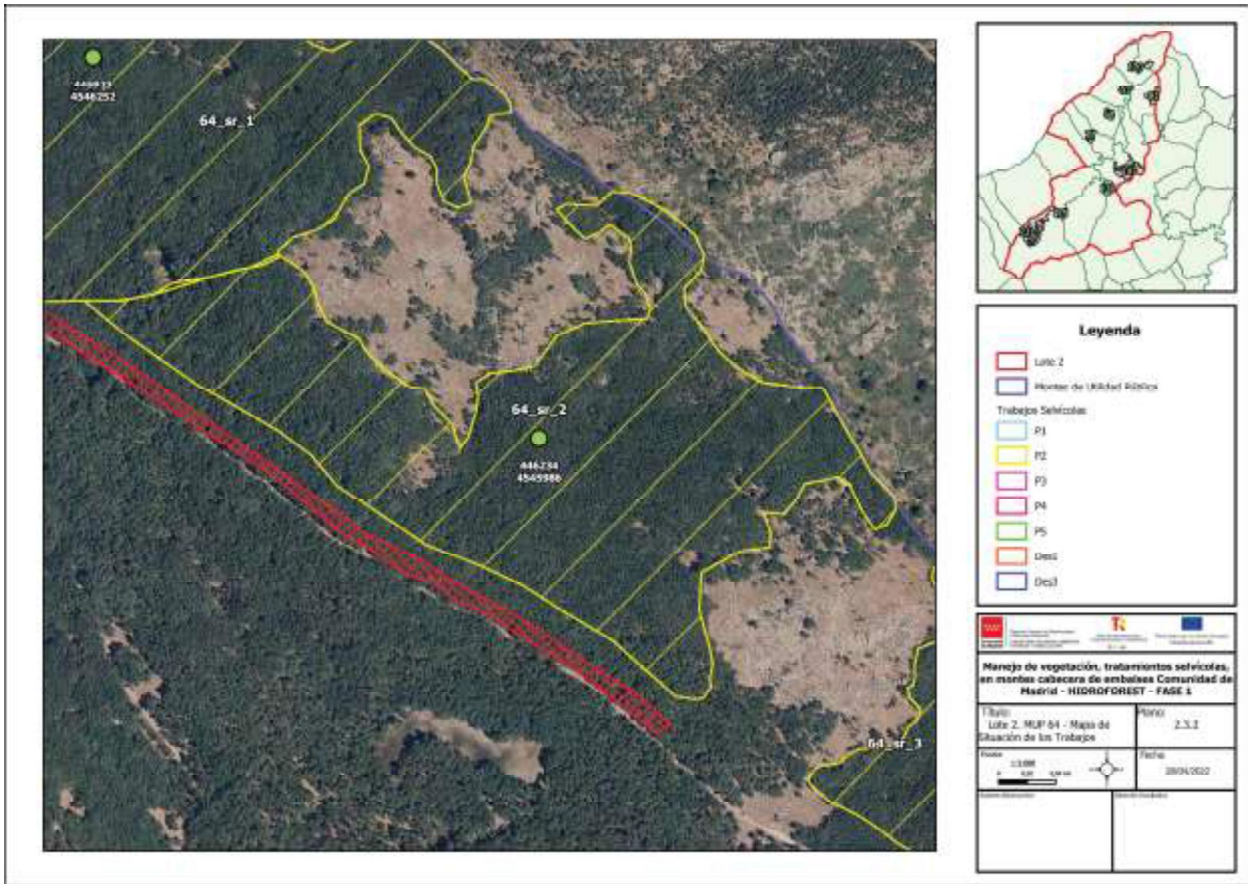 4546252
64_sr_1
64_sr_2
446234
4545986
64_sr_3
Leyenda
Lote 2
Montes de Utilidad Pública
Trabajos Selvícolas
P1
P2
P3
P4
P5
Des1
Des3
Manejo de vegetación, tratamientos selvícolas,
en montes cabecera de embalses Comunidad de
Madrid - HIDROFOREST - FASE 1
Título:
Lote 2. MUP 64 - Mapa de
Situación de los Trabajos
Plano:
2.3.2
Fecha: